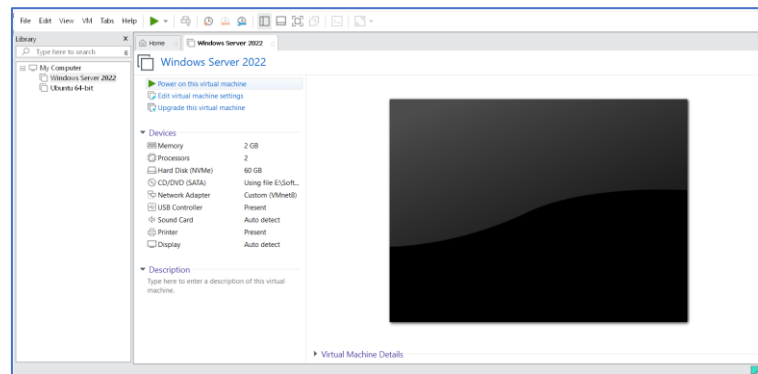 File Edit View VM Tabs Help
Library X
Type here to search
My Computer
Windows Server 2022
Ubuntu 64-bit
Home
Windows Server 2022
Windows Server 2022
Power on this virtual machine
Edit virtual machine settings
Upgrade this virtual machine
Devices
Memory 2 GB
Processors 2
Hard Disk (NVMe) 60 GB
CD/DVD (SATA) Using file E:\Soft...
Network Adapter Custom (VMnet8)
USB Controller Present
Sound Card Auto detect
Printer Present
Display Auto detect
Description
Type here to enter a description of this virtual
machine.
Virtual Machine Details